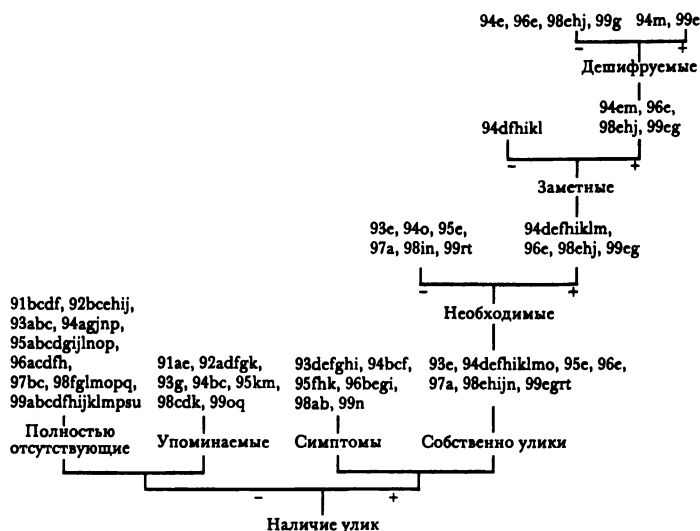 94e, 96e, 98ehj, 99g 94m, 99e
− +
Дешифруемые
94dfhikl
94em, 96e,
98ehj, 99eg
− +
Заметные
93e, 94o, 95e,
97a, 98in, 99rt
94defhiklm,
96e, 98ehj, 99eg
− +
Необходимые
91bcdf, 92bcehij,
93abc, 94agjnp,
95abcdgijlnop,
96acdfh,
97bc, 98fglmopq,
99abcdfhijklmpsu
91ae, 92adfgk,
93g, 94bc, 95km,
98cdk, 99oq
93defghi, 94bcf,
95fhk, 96begi,
98ab, 99n
93e, 94defhiklmo, 95e, 96e,
97a, 98ehijn, 99egrt
Полностью
отсутствующие
Упоминаемые
Симптомы
Собственно улики
− +
Наличие улик